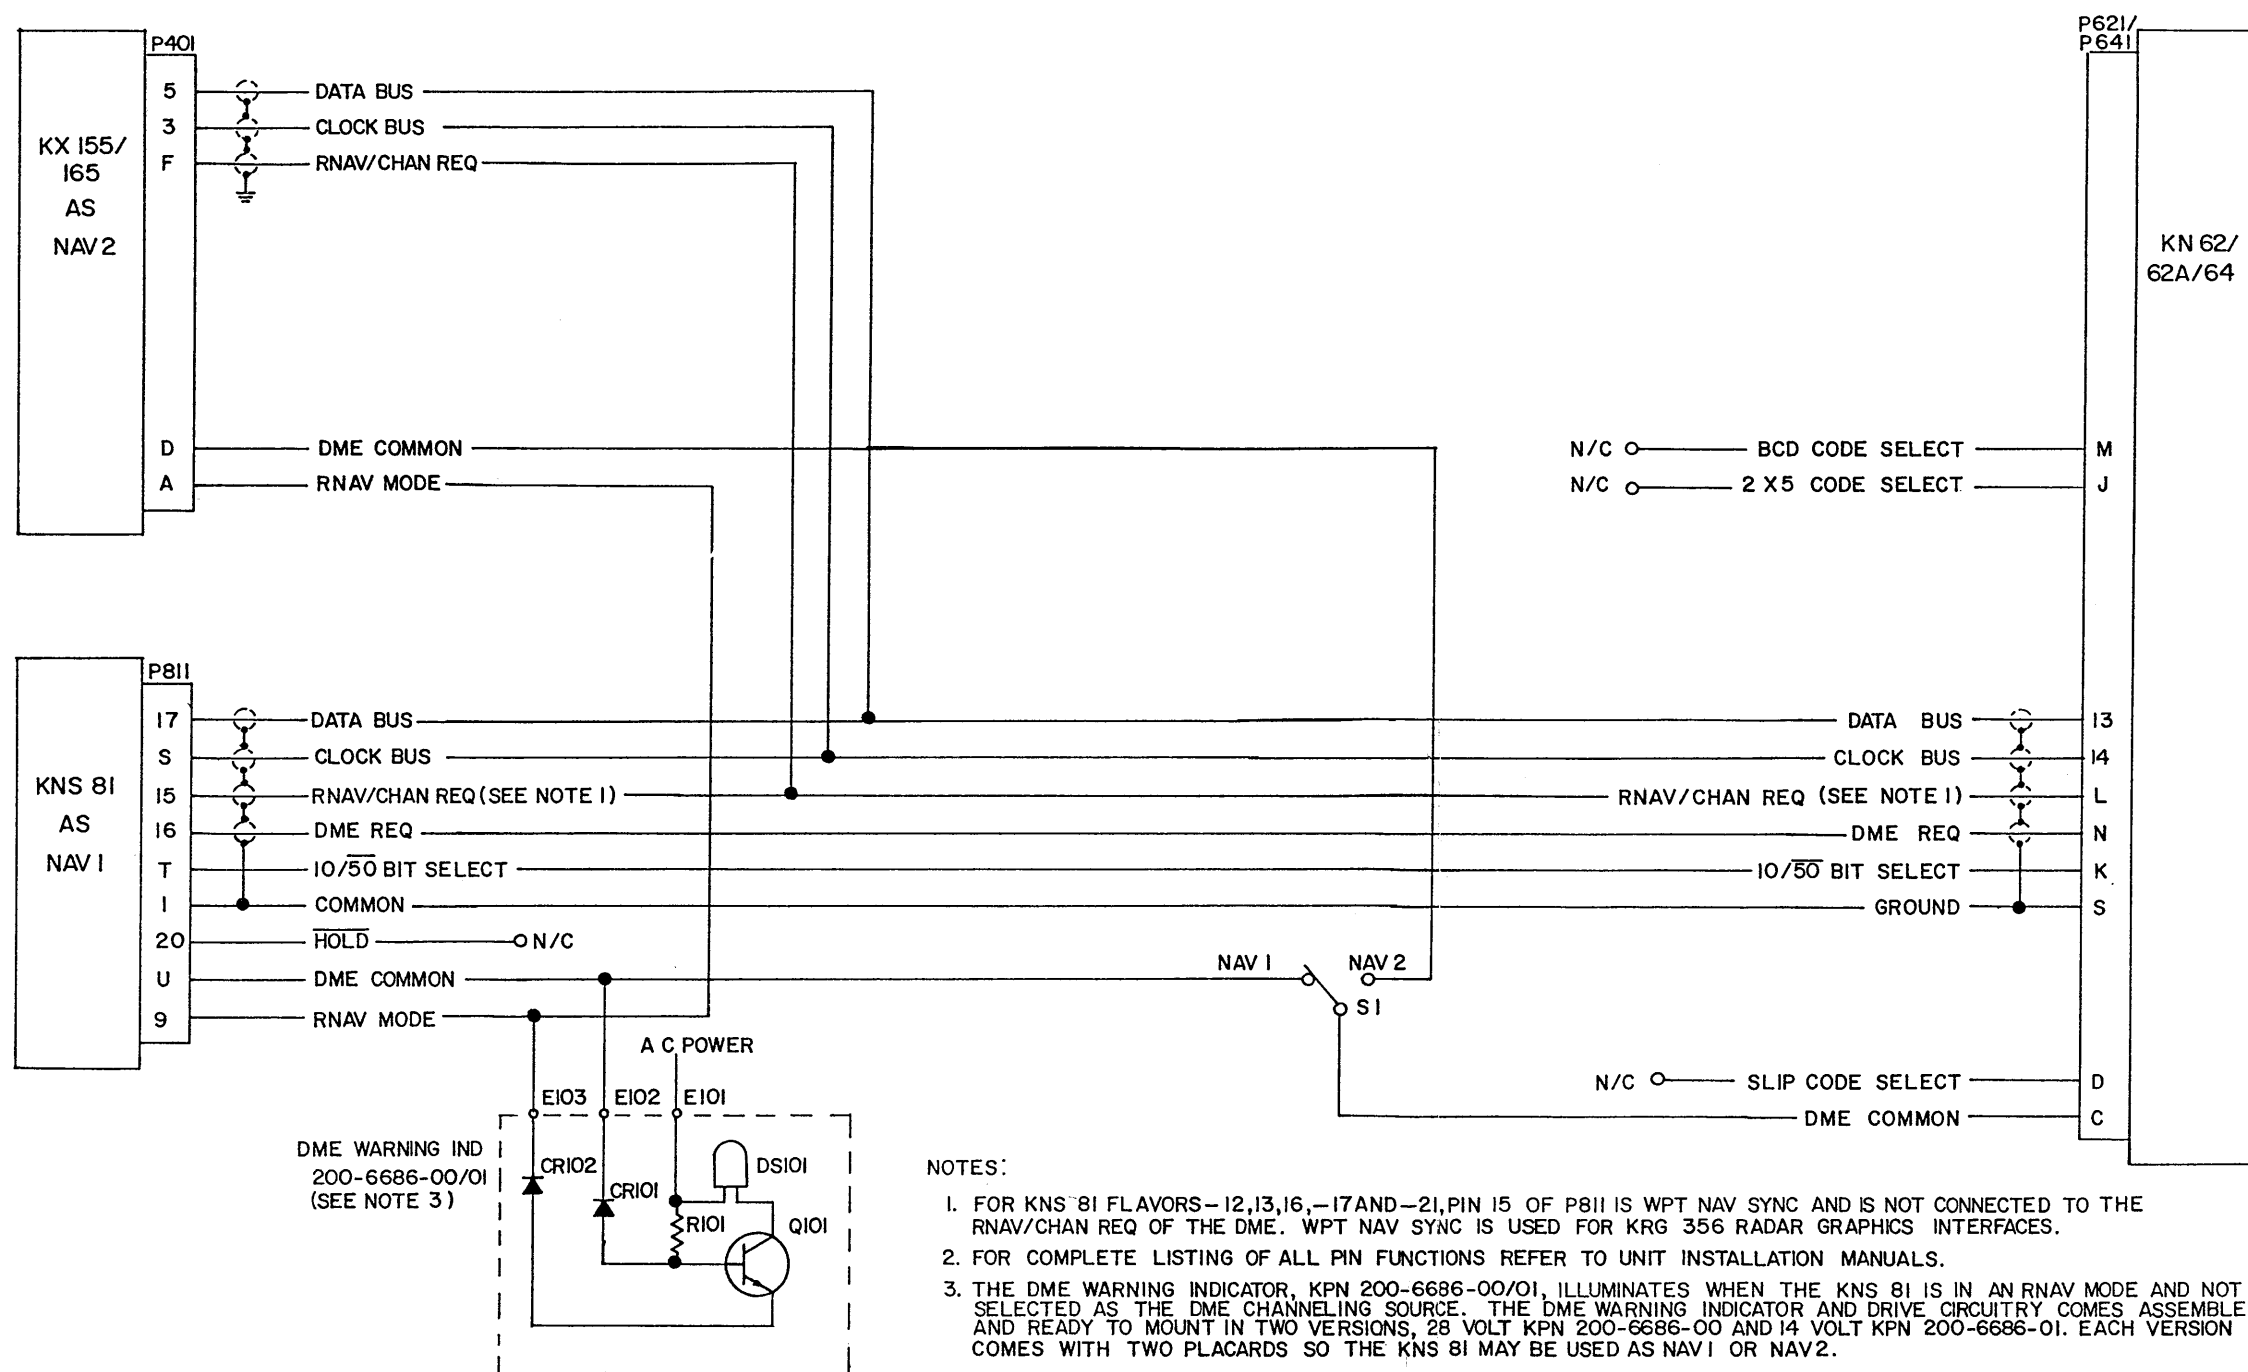 P401
5 DATA BUS
3 CLOCK BUS
F RNAV/CHAN REQ
KX 155/
165
AS
NAV 2
D DME COMMON
A RNAV MODE
P621/
P641
KN 62/
62A/64
N/C BCD CODE SELECT M
N/C 2 X 5 CODE SELECT J
P811
KNS 81
AS
NAV 1
17 DATA BUS DATA BUS 13
S CLOCK BUS CLOCK BUS 14
15 RNAV/CHAN REQ (SEE NOTE 1) RNAV/CHAN REQ (SEE NOTE 1) L
16 DME REQ DME REQ N
T 10/5̅0̅ BIT SELECT 10/5̅0̅ BIT SELECT K
1 COMMON GROUND S
20 H̅O̅L̅D̅ N/C
U DME COMMON NAV 1 NAV 2
S1
9 RNAV MODE
A C POWER
N/C SLIP CODE SELECT D
DME COMMON C
E103 E102 E101
DME WARNING IND
200-6686-00/01
(SEE NOTE 3)
CR102
CR101
DS101
R101
Q101
NOTES:
1. FOR KNS 81 FLAVORS-12,13,16,-17 AND -21, PIN 15 OF P811 IS WPT NAV SYNC AND IS NOT CONNECTED TO THE
RNAV/CHAN REQ OF THE DME. WPT NAV SYNC IS USED FOR KRG 356 RADAR GRAPHICS INTERFACES.
2. FOR COMPLETE LISTING OF ALL PIN FUNCTIONS REFER TO UNIT INSTALLATION MANUALS.
3. THE DME WARNING INDICATOR, KPN 200-6686-00/01, ILLUMINATES WHEN THE KNS 81 IS IN AN RNAV MODE AND NOT
SELECTED AS THE DME CHANNELING SOURCE. THE DME WARNING INDICATOR AND DRIVE CIRCUITRY COMES ASSEMBLE
AND READY TO MOUNT IN TWO VERSIONS, 28 VOLT KPN 200-6686-00 AND 14 VOLT KPN 200-6686-01. EACH VERSION
COMES WITH TWO PLACARDS SO THE KNS 81 MAY BE USED AS NAV 1 OR NAV 2.